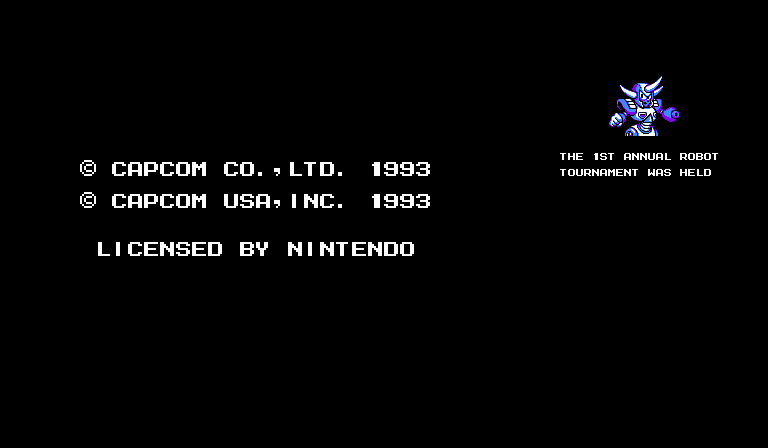 © CAPCOM CO.,LTD. 1993
© CAPCOM USA,INC. 1993
LICENSED BY NINTENDO
THE 1ST ANNUAL ROBOT
TOURNAMENT WAS HELD